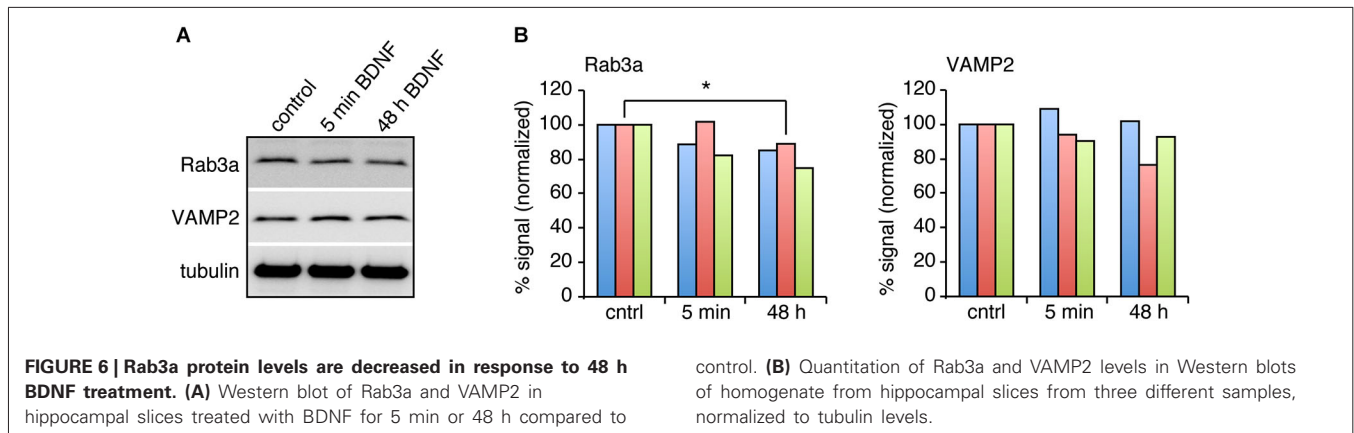 A
control
5 min BDNF
48 h BDNF
Rab3a
VAMP2
tubulin
B
Rab3a
*
% signal (normalized)
120
100
80
60
40
20
0
cntrl 5 min 48 h
VAMP2
% signal (normalized)
120
100
80
60
40
20
0
cntrl 5 min 48 h
FIGURE 6 | Rab3a protein levels are decreased in response to 48 h
BDNF treatment. (A) Western blot of Rab3a and VAMP2 in
hippocampal slices treated with BDNF for 5 min or 48 h compared to
control. (B) Quantitation of Rab3a and VAMP2 levels in Western blots
of homogenate from hippocampal slices from three different samples,
normalized to tubulin levels.